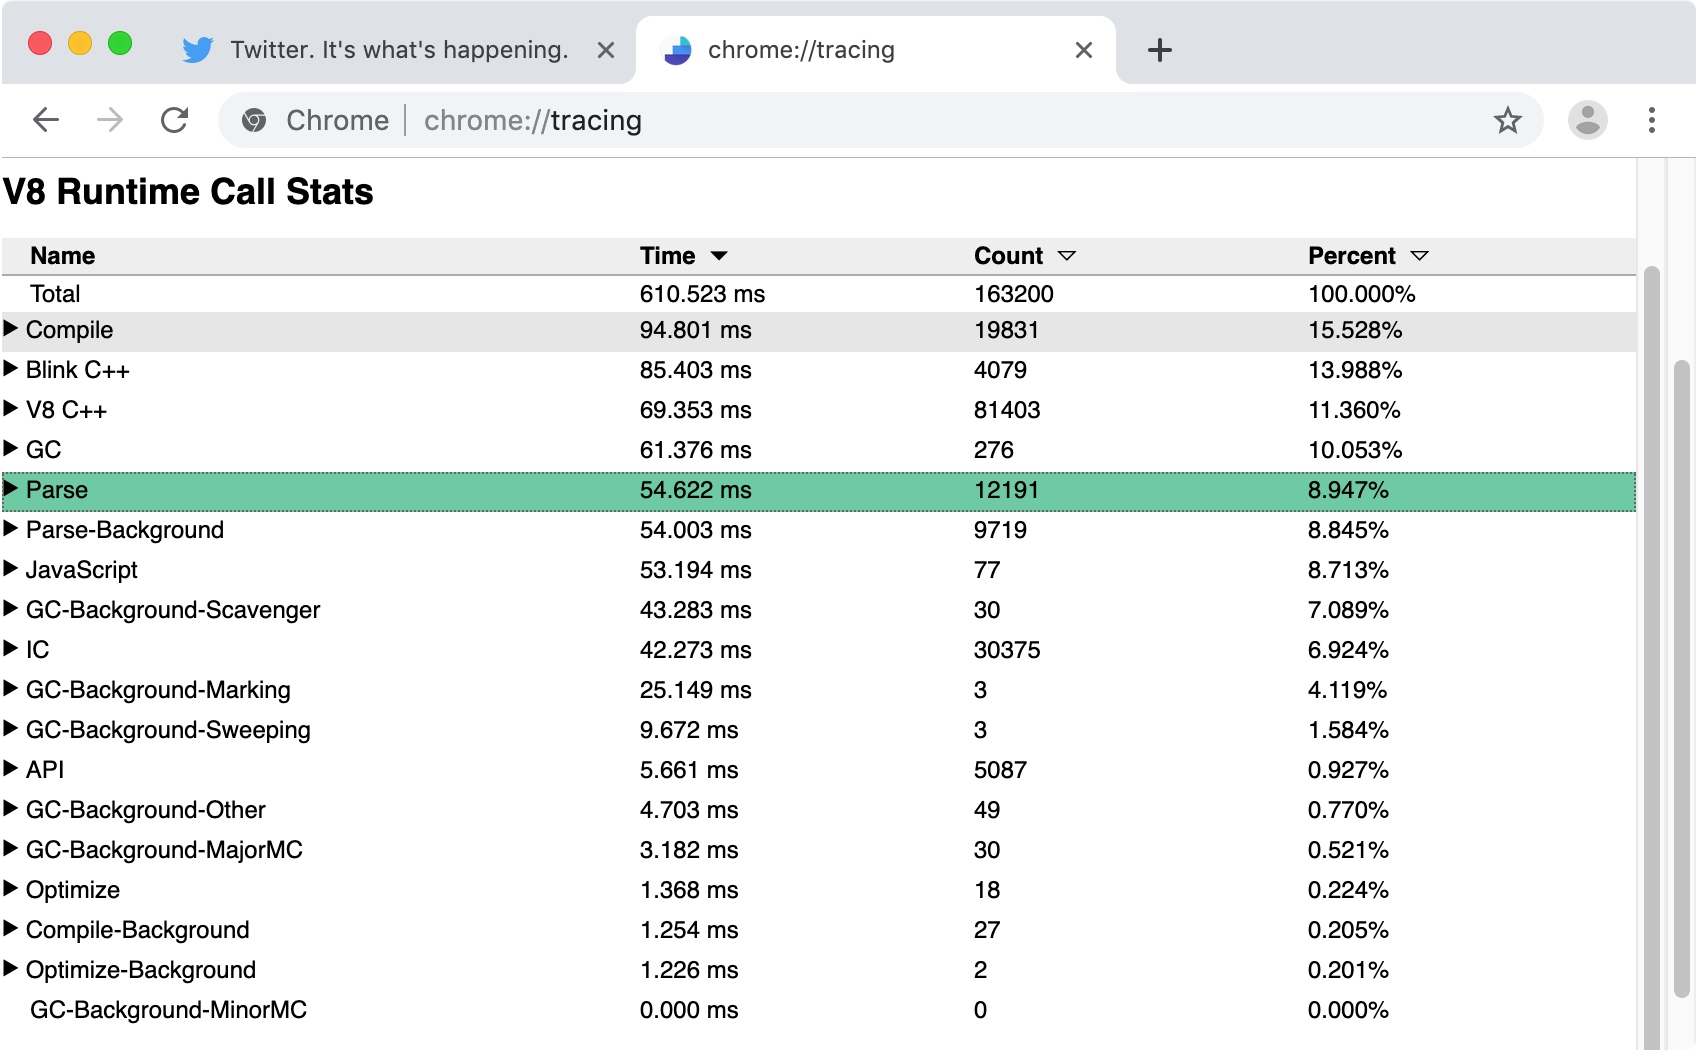 Twitter. It's what's happening.
chrome://tracing
Chrome chrome://tracing
V8 Runtime Call Stats
Name Time Count Percent
Total 610.523 ms 163200 100.000%
Compile 94.801 ms 19831 15.528%
Blink C++ 85.403 ms 4079 13.988%
V8 C++ 69.353 ms 81403 11.360%
GC 61.376 ms 276 10.053%
Parse 54.622 ms 12191 8.947%
Parse-Background 54.003 ms 9719 8.845%
JavaScript 53.194 ms 77 8.713%
GC-Background-Scavenger 43.283 ms 30 7.089%
IC 42.273 ms 30375 6.924%
GC-Background-Marking 25.149 ms 3 4.119%
GC-Background-Sweeping 9.672 ms 3 1.584%
API 5.661 ms 5087 0.927%
GC-Background-Other 4.703 ms 49 0.770%
GC-Background-MajorMC 3.182 ms 30 0.521%
Optimize 1.368 ms 18 0.224%
Compile-Background 1.254 ms 27 0.205%
Optimize-Background 1.226 ms 2 0.201%
GC-Background-MinorMC 0.000 ms 0 0.000%